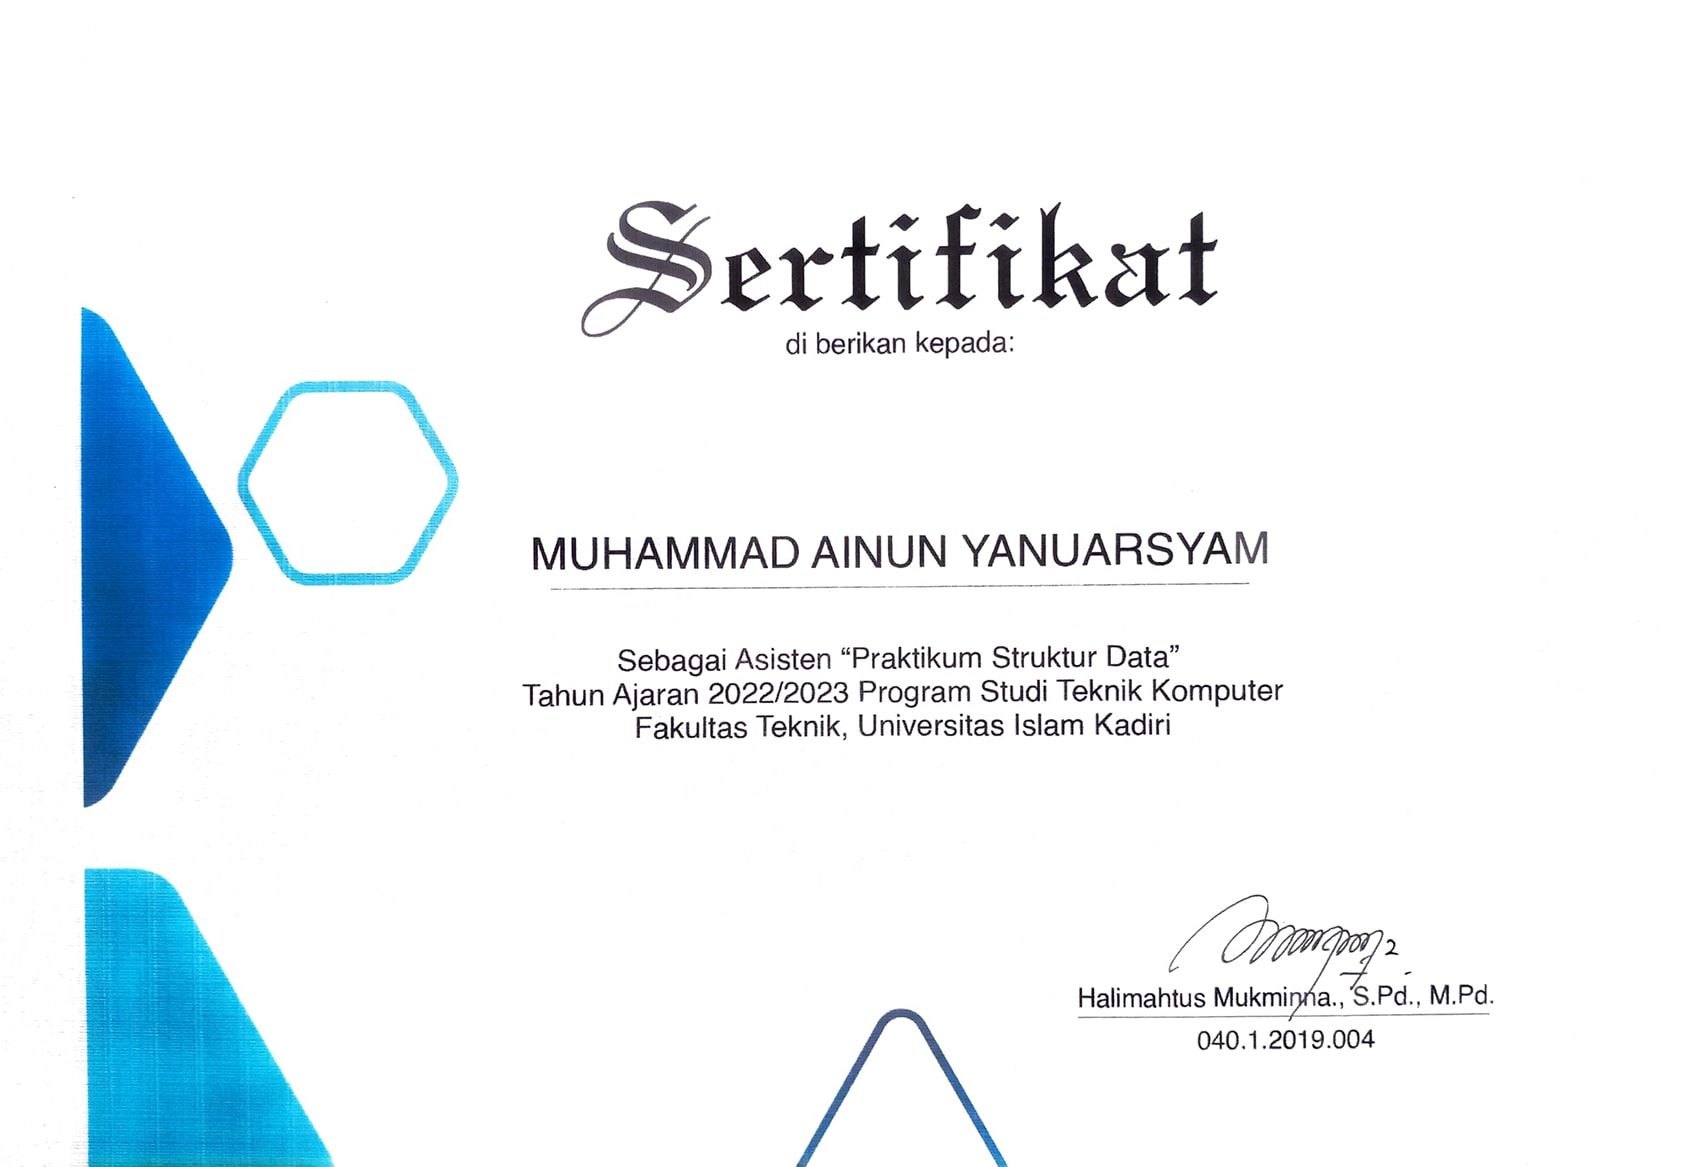 Sertifikat
di berikan kepada:
MUHAMMAD AINUN YANUARSYAM
Sebagai Asisten “Praktikum Struktur Data”
Tahun Ajaran 2022/2023 Program Studi Teknik Komputer
Fakultas Teknik, Universitas Islam Kadiri
Halimahtus Mukminna., S.Pd., M.Pd.
040.1.2019.004